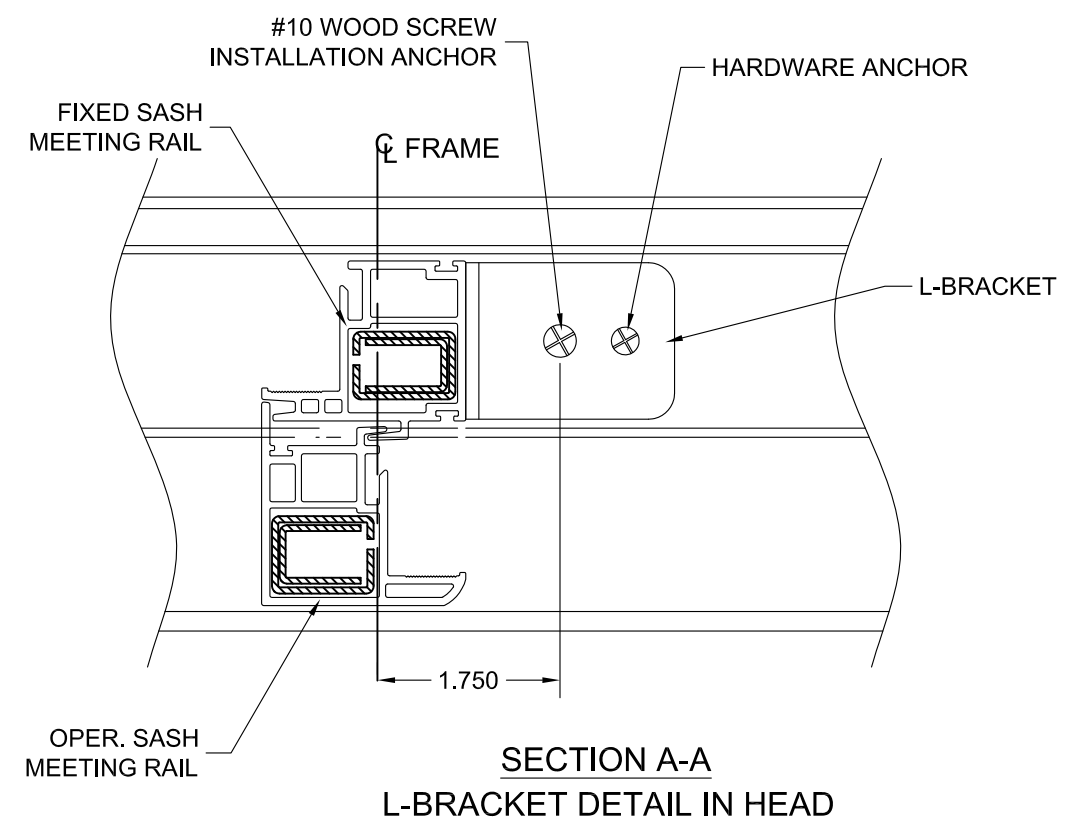 #10 WOOD SCREW
INSTALLATION ANCHOR
HARDWARE ANCHOR
FIXED SASH
MEETING RAIL
℄ FRAME
L-BRACKET
1.750
OPER. SASH
MEETING RAIL
SECTION A-A
L-BRACKET DETAIL IN HEAD